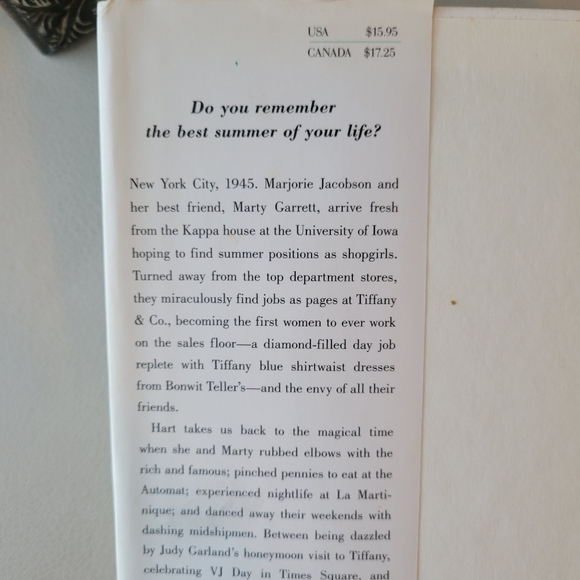 USA $15.95
CANADA $17.25
Do you remember
the best summer of your life?
New York City, 1945. Marjorie Jacobson and
her best friend, Marty Garrett, arrive fresh
from the Kappa house at the University of Iowa
hoping to find summer positions as shopgirls.
Turned away from the top department stores,
they miraculously find jobs as pages at Tiffany
& Co., becoming the first women to ever work
on the sales floor—a diamond-filled day job
replete with Tiffany blue shirtwaist dresses
from Bonwit Teller's—and the envy of all their
friends.
Hart takes us back to the magical time
when she and Marty rubbed elbows with the
rich and famous; pinched pennies to eat at the
Automat; experienced nightlife at La Marti-
nique; and danced away their weekends with
dashing midshipmen. Between being dazzled
by Judy Garland's honeymoon visit to Tiffany,
celebrating VJ Day in Times Square, and